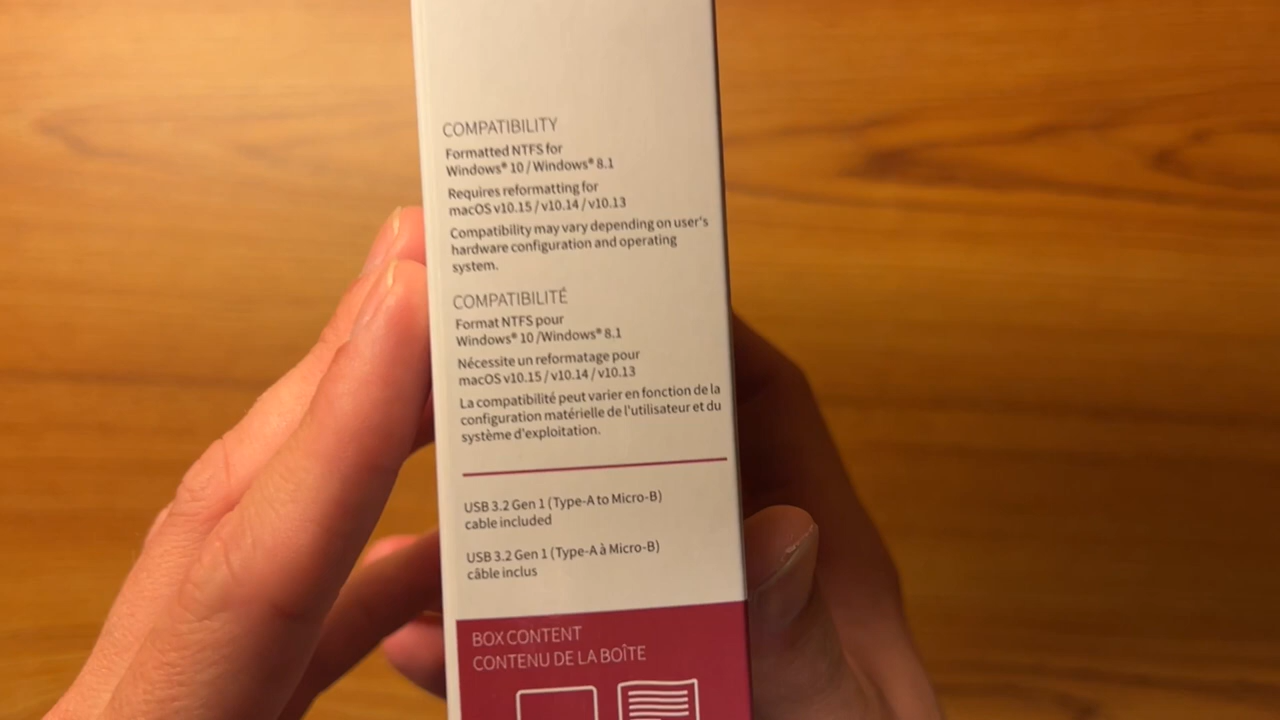 COMPATIBILITY
Formatted NTFS for
Windows® 10 / Windows® 8.1
Requires reformatting for
macOS v10.15 / v10.14 / v10.13
Compatibility may vary depending on user's
hardware configuration and operating
system.
COMPATIBILITÉ
Format NTFS pour
Windows® 10 /Windows® 8.1
Nécessite un reformatage pour
macOS v10.15 / v10.14 / v10.13
La compatibilité peut varier en fonction de la
configuration matérielle de l'utilisateur et du
système d'exploitation.
USB 3.2 Gen 1 (Type-A to Micro-B)
cable included
USB 3.2 Gen 1 (Type-A à Micro-B)
câble inclus
BOX CONTENT
CONTENU DE LA BOÎTE